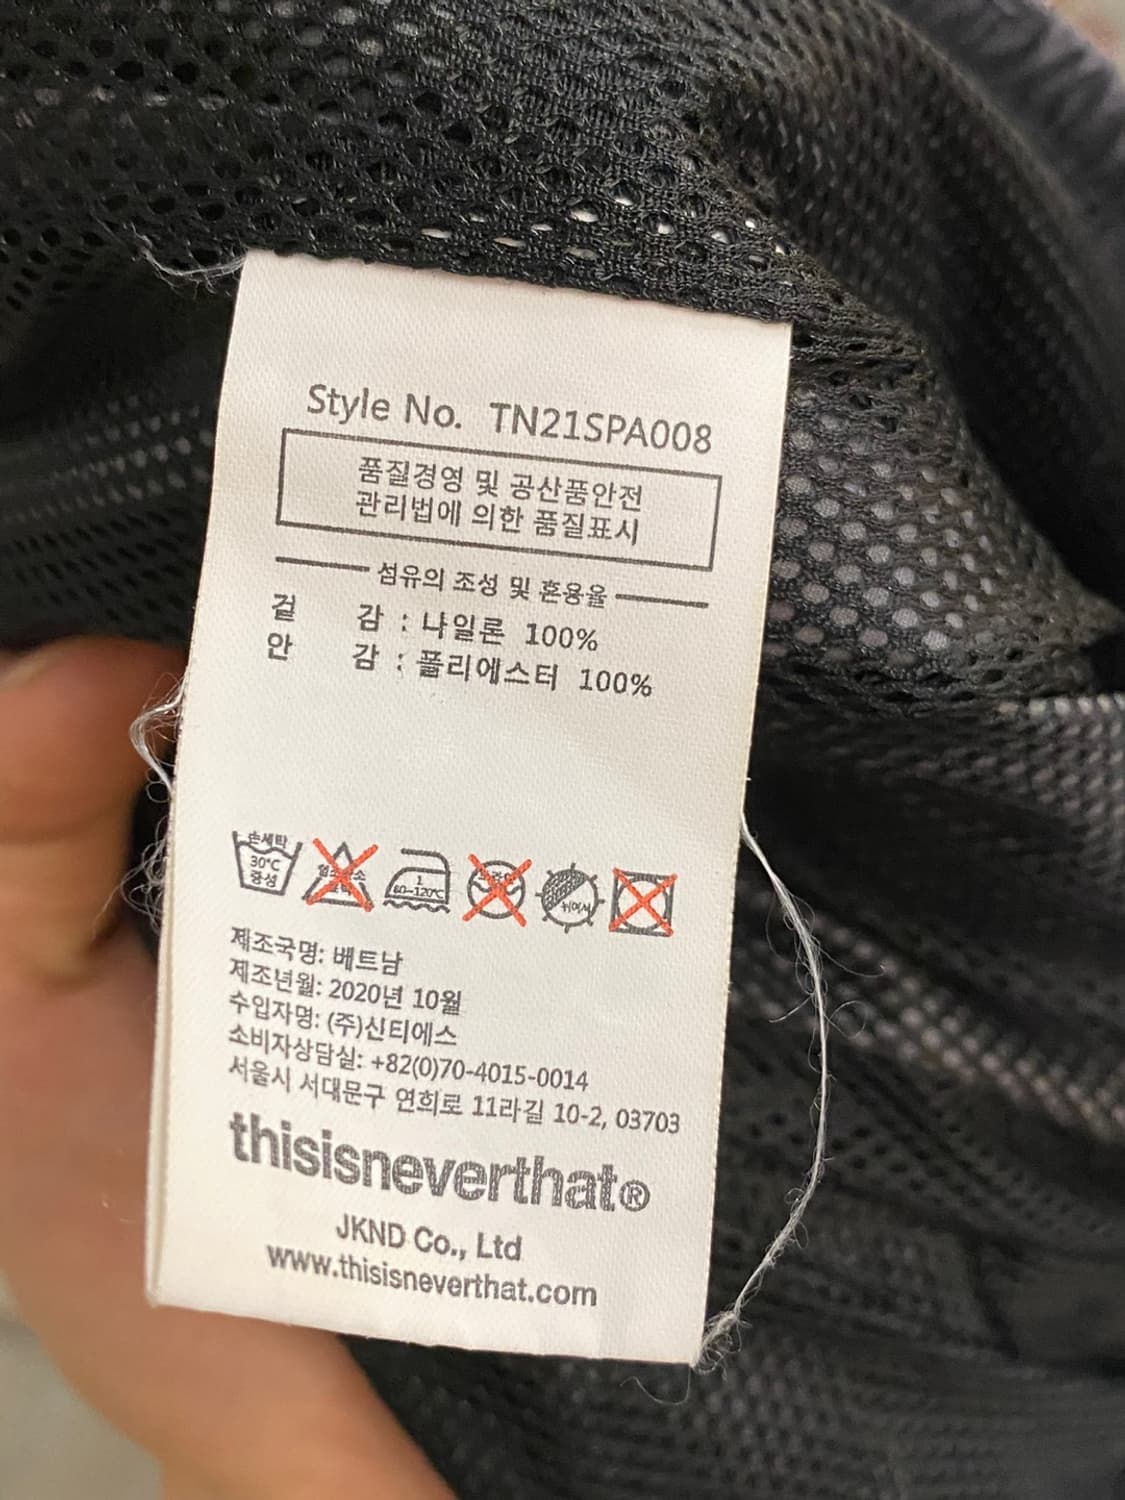 Style No. TN21SPA008
품질경영 및 공산품안전
관리법에 의한 품질표시
섬유의 조성 및 혼용율
겉 감 : 나일론 100%
안 감 : 폴리에스터 100%
손세탁
30°C
중성
60~120°C
뉘어서
제조국명: 베트남
제조년월: 2020년 10월
수입자명: (주)신티에스
소비자상담실: +82(0)70-4015-0014
서울시 서대문구 연희로 11라길 10-2, 03703
thisisneverthat®
JKND Co., Ltd
www.thisisneverthat.com